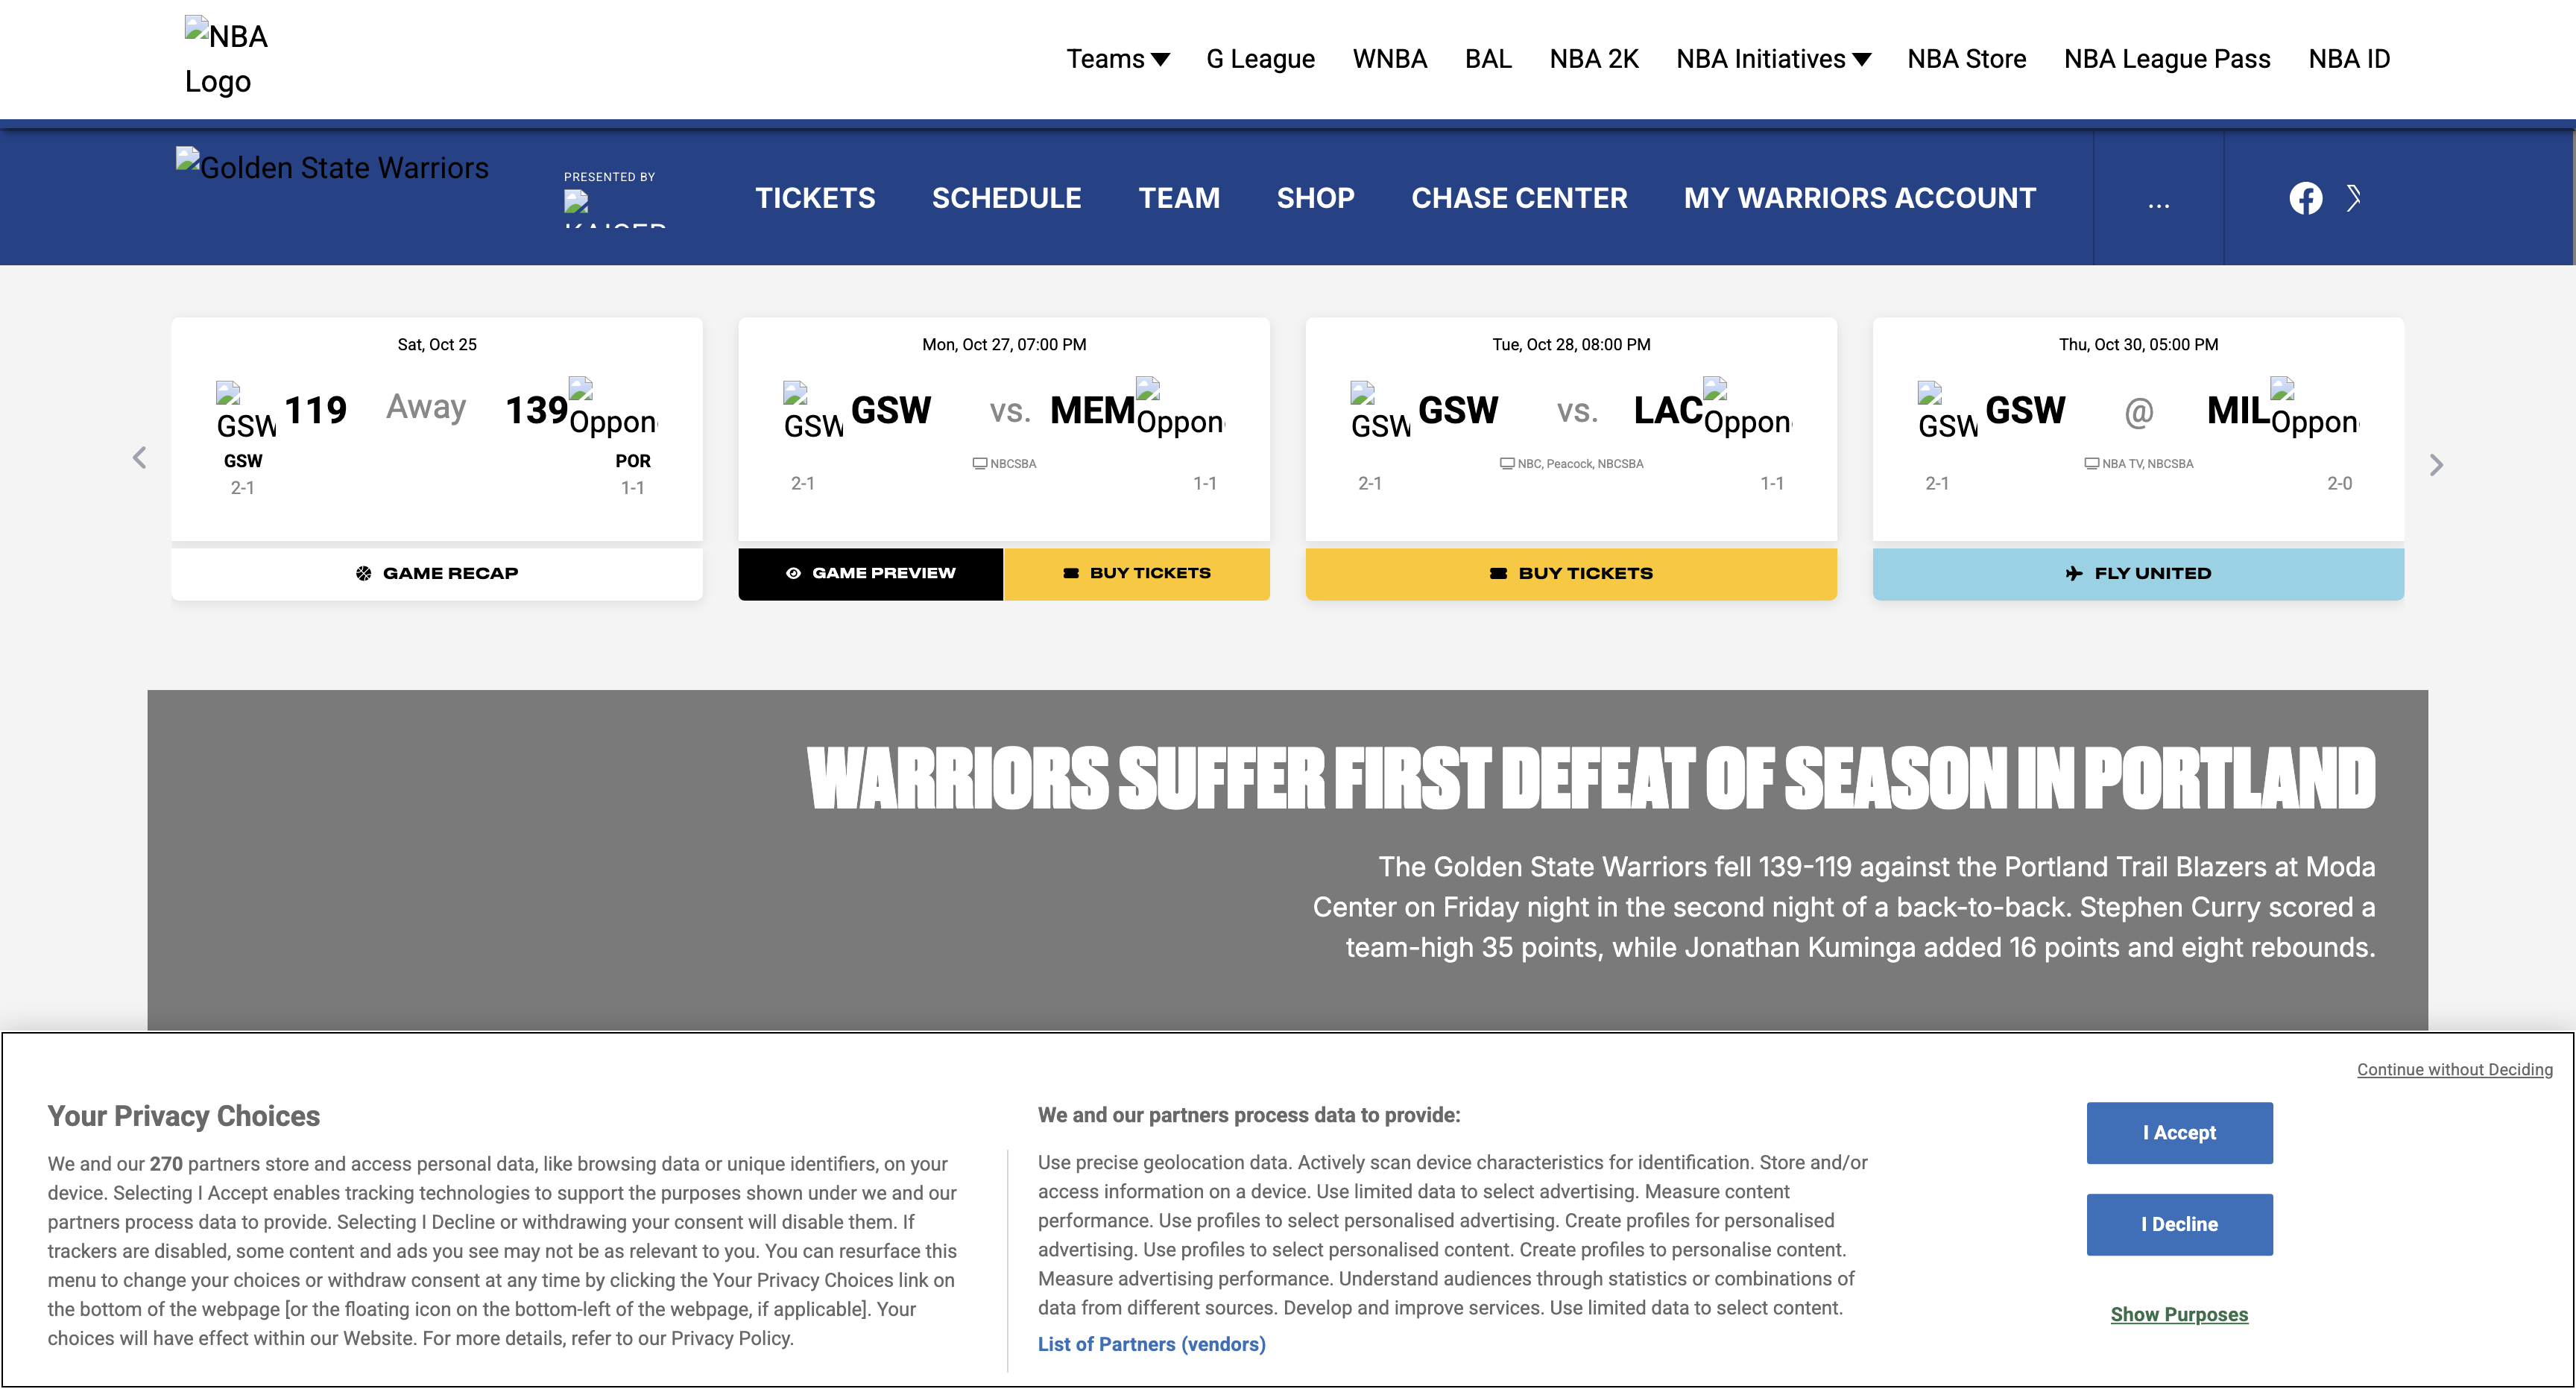 NBA
Logo
Teams G League WNBA BAL NBA 2K NBA Initiatives NBA Store NBA League Pass NBA ID
Golden State Warriors
PRESENTED BY
TICKETS SCHEDULE TEAM SHOP CHASE CENTER MY WARRIORS ACCOUNT ...
Sat, Oct 25
GSW 119 Away 139 Oppon
GSW POR
2-1 1-1
GAME RECAP
Mon, Oct 27, 07:00 PM
GSW GSW vs. MEM Oppon
NBCSBA
2-1 1-1
GAME PREVIEW BUY TICKETS
Tue, Oct 28, 08:00 PM
GSW GSW vs. LAC Oppon
NBC, Peacock, NBCSBA
2-1 1-1
BUY TICKETS
Thu, Oct 30, 05:00 PM
GSW GSW @ MIL Oppon
NBA TV, NBCSBA
2-1 2-0
FLY UNITED
WARRIORS SUFFER FIRST DEFEAT OF SEASON IN PORTLAND
The Golden State Warriors fell 139-119 against the Portland Trail Blazers at Moda
Center on Friday night in the second night of a back-to-back. Stephen Curry scored a
team-high 35 points, while Jonathan Kuminga added 16 points and eight rebounds.
Continue without Deciding
Your Privacy Choices
We and our 270 partners store and access personal data, like browsing data or unique identifiers, on your
device. Selecting I Accept enables tracking technologies to support the purposes shown under we and our
partners process data to provide. Selecting I Decline or withdrawing your consent will disable them. If
trackers are disabled, some content and ads you see may not be as relevant to you. You can resurface this
menu to change your choices or withdraw consent at any time by clicking the Your Privacy Choices link on
the bottom of the webpage [or the floating icon on the bottom-left of the webpage, if applicable]. Your
choices will have effect within our Website. For more details, refer to our Privacy Policy.
We and our partners process data to provide:
Use precise geolocation data. Actively scan device characteristics for identification. Store and/or
access information on a device. Use limited data to select advertising. Measure content
performance. Use profiles to select personalised advertising. Create profiles for personalised
advertising. Use profiles to select personalised content. Create profiles to personalise content.
Measure advertising performance. Understand audiences through statistics or combinations of
data from different sources. Develop and improve services. Use limited data to select content.
List of Partners (vendors)
I Accept
I Decline
Show Purposes